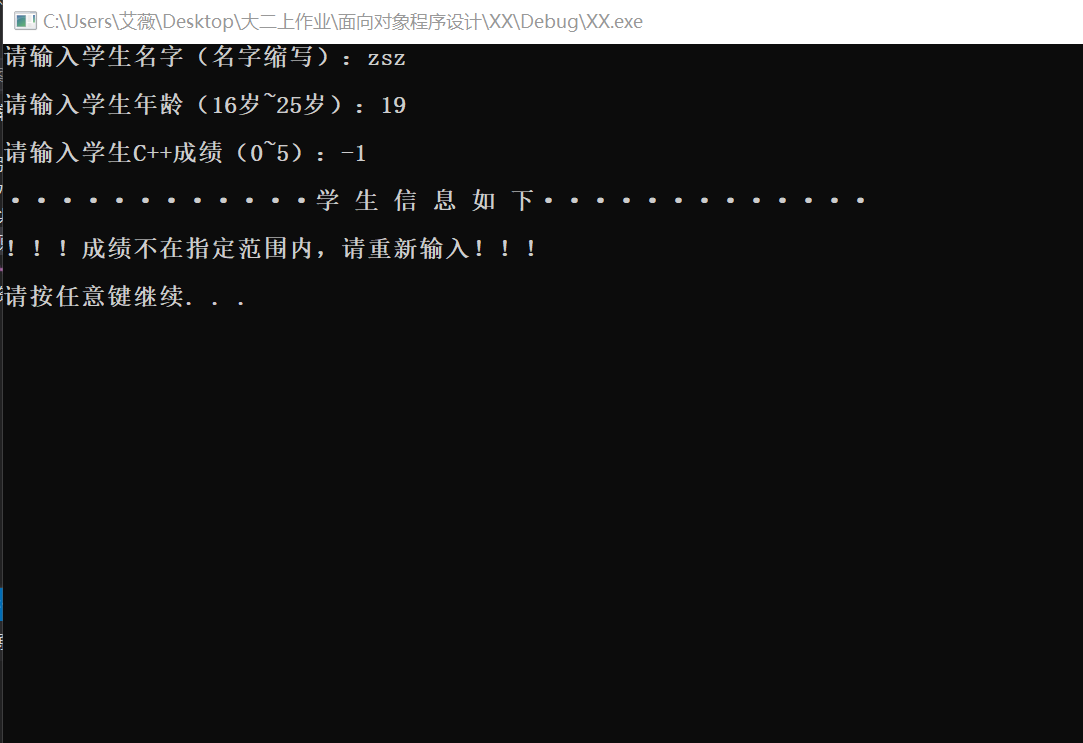 C:\Users\艾薇\Desktop\大二上作业\面向对象程序设计\XX\Debug\XX.exe
请输入学生名字（名字缩写）：zsz
请输入学生年龄（16岁~25岁）：19
请输入学生C++成绩（0~5）：-1
············学 生 信 息 如 下·············
！！！成绩不在指定范围内，请重新输入！！！
请按任意键继续. . .